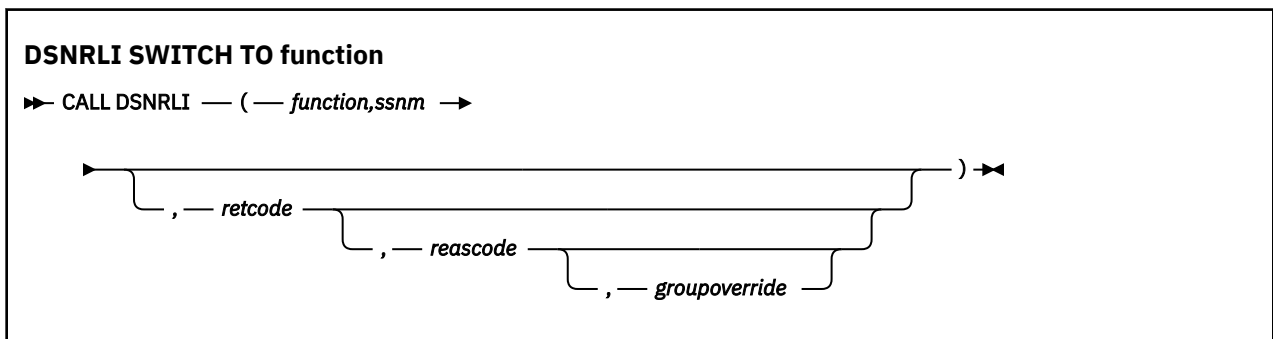 DSNRLI SWITCH TO function
CALL DSNRLI ( function,ssnm
)
, retcode
, reascode
, groupoverride